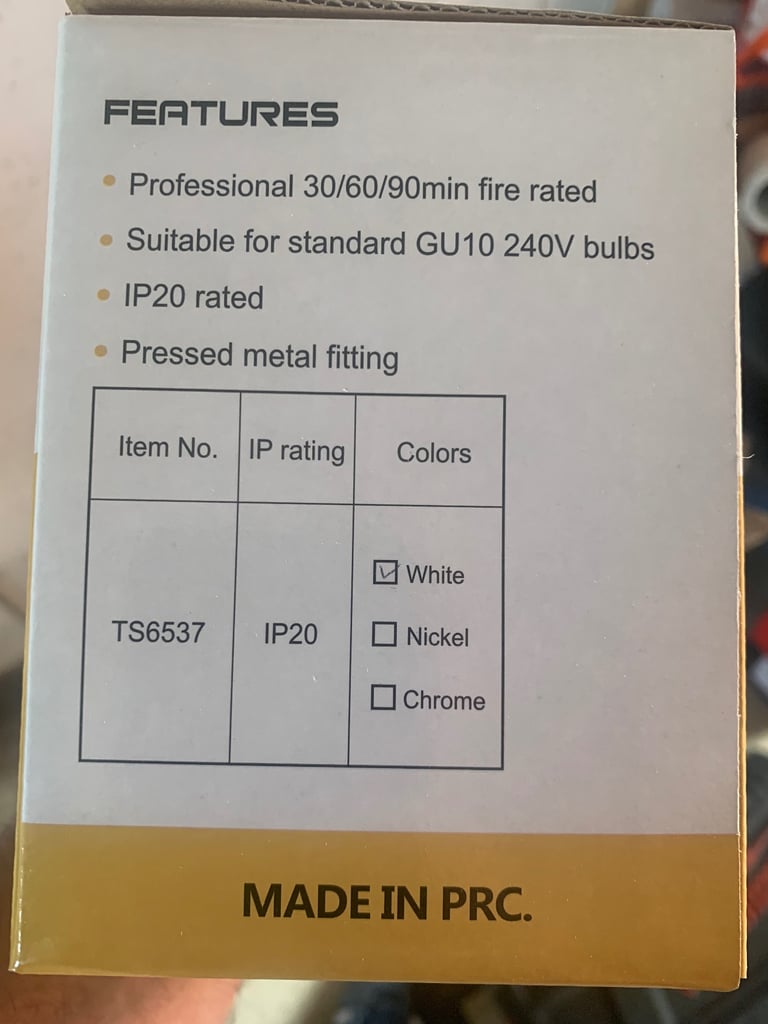 FEATURES
• Professional 30/60/90min fire rated
• Suitable for standard GU10 240V bulbs
• IP20 rated
• Pressed metal fitting
Item No. IP rating Colors
☑ White
TS6537 IP20 ☐ Nickel
☐ Chrome
MADE IN PRC.